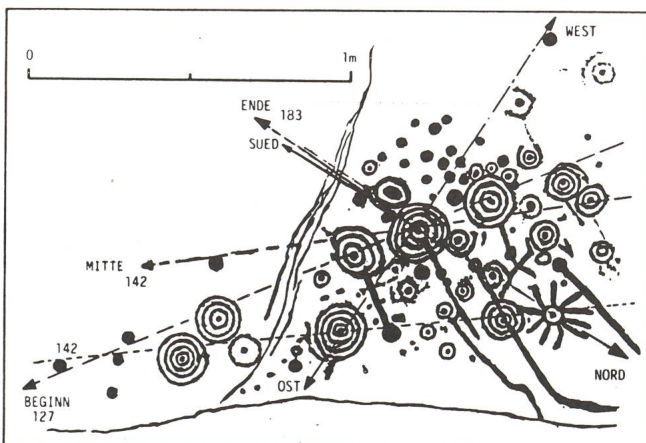 0
1m
WEST
ENDE 183
SUED
MITTE
142
142
BEGINN
127
OST
NORD